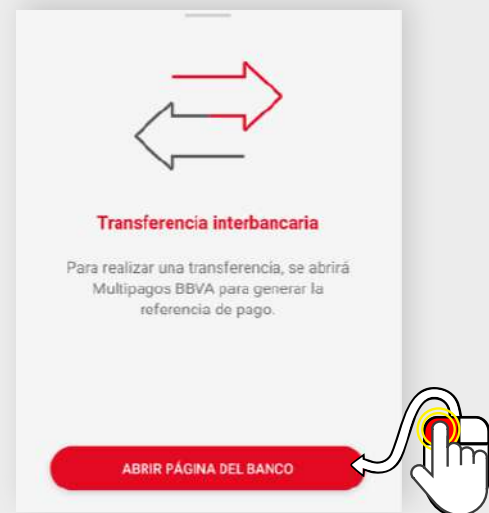 Transferencia interbancaria
Para realizar una transferencia, se abrirá
Multipagos BBVA para generar la
referencia de pago.
ABRIR PÁGINA DEL BANCO